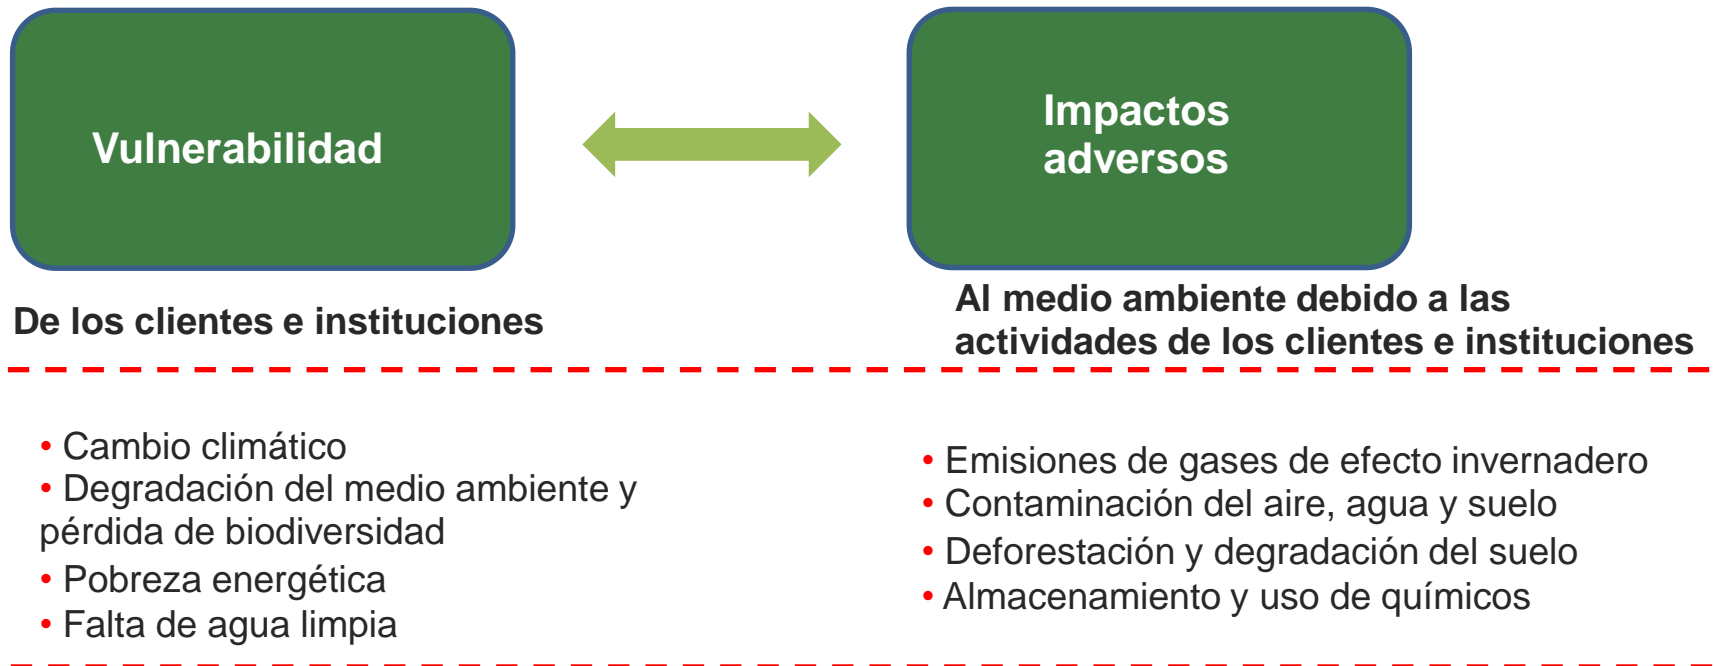 Vulnerabilidad
Impactos
adversos
De los clientes e instituciones
Al medio ambiente debido a las
actividades de los clientes e instituciones
• Cambio climático
• Degradación del medio ambiente y
pérdida de biodiversidad
• Pobreza energética
• Falta de agua limpia
• Emisiones de gases de efecto invernadero
• Contaminación del aire, agua y suelo
• Deforestación y degradación del suelo
• Almacenamiento y uso de químicos